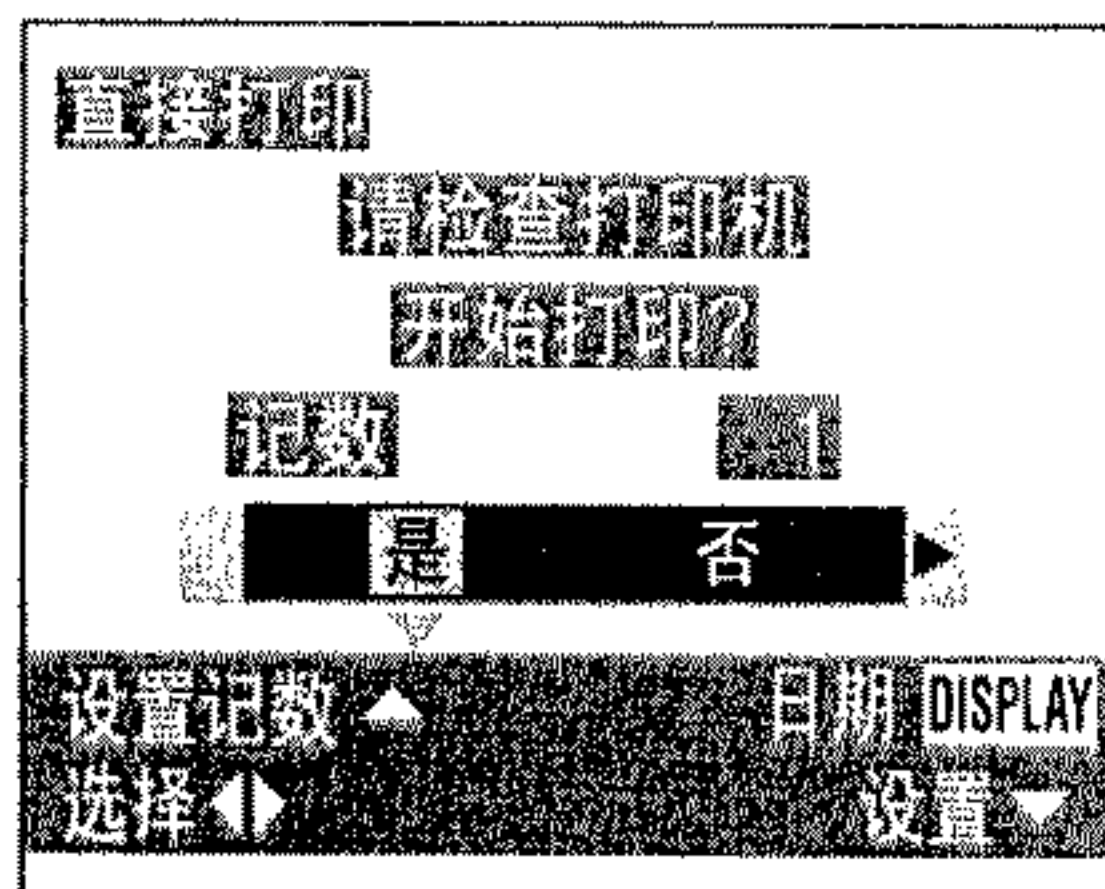 直接打印
请检查打印机
开始打印?
记数 1
是 否
设置记数 日期 DISPLAY
选择 设置